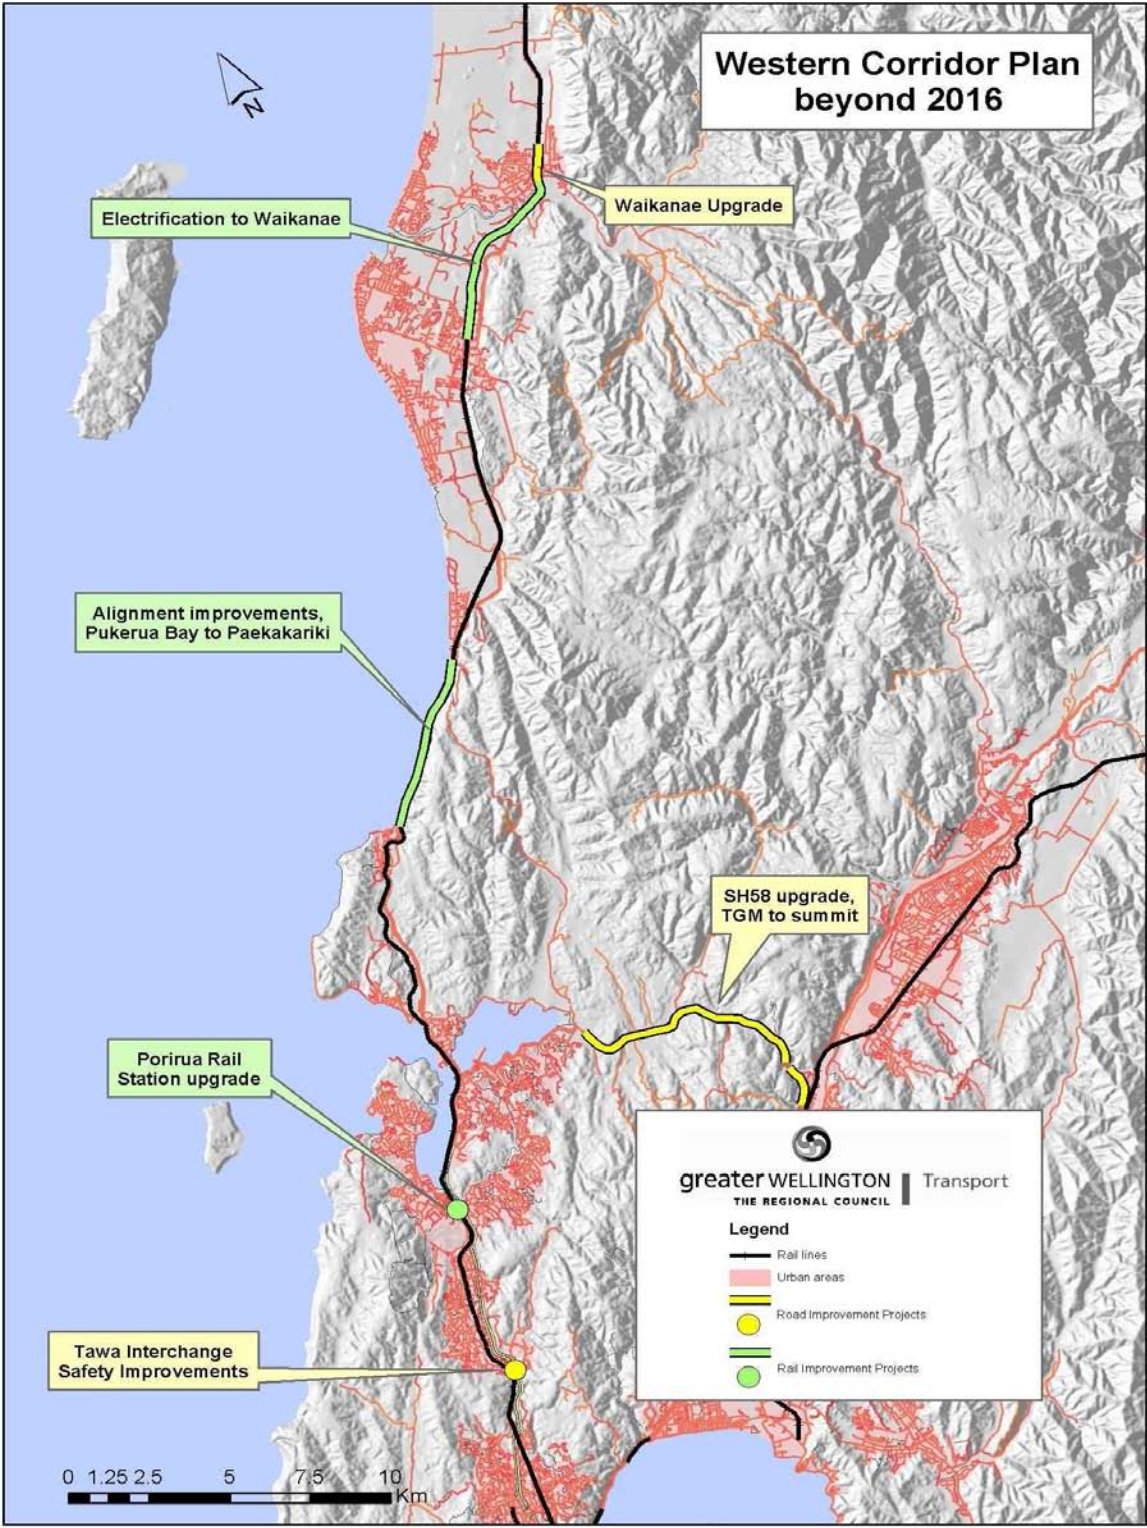 Western Corridor Plan
beyond 2016
N
Electrification to Waikanae
Waikanae Upgrade
Alignment improvements,
Pukerua Bay to Paekakariki
SH58 upgrade,
TGM to summit
Porirua Rail
Station upgrade
Tawa Interchange
Safety Improvements
greater WELLINGTON
THE REGIONAL COUNCIL
Transport
Legend
Rail lines
Urban areas
Road Improvement Projects
Rail Improvement Projects
0 1.25 2.5 5 7.5 10
Km